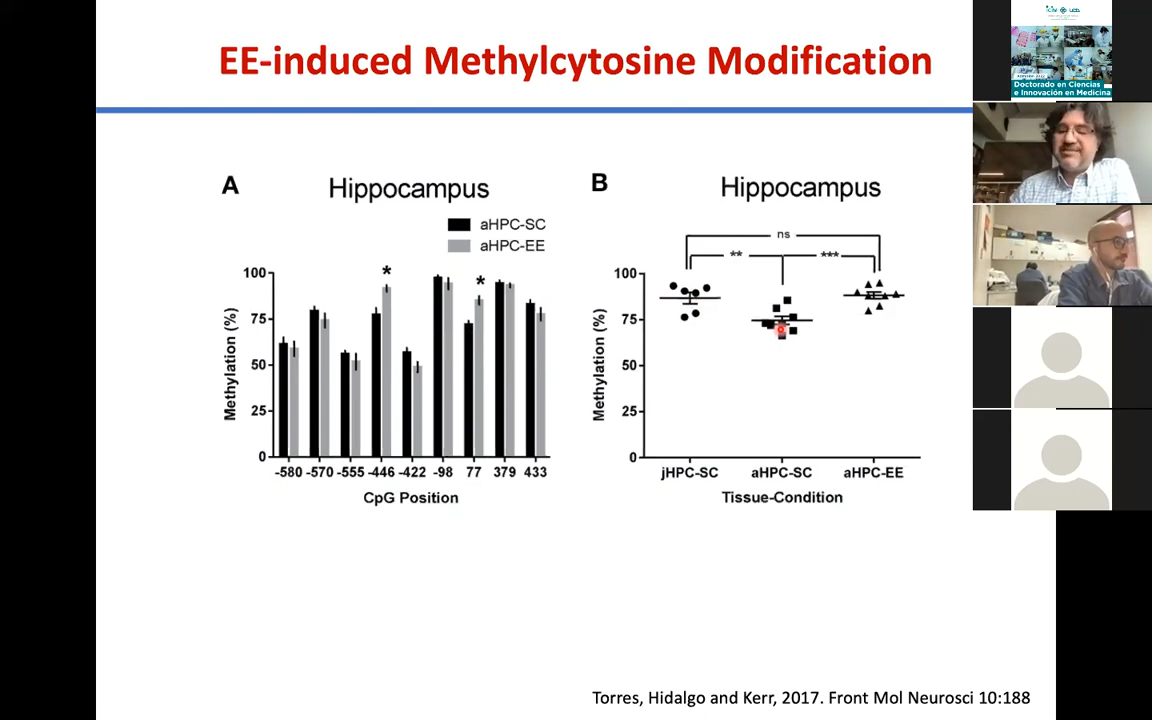 EE-induced Methylcytosine Modification
A
Hippocampus
aHPC-SC
aHPC-EE
*
*
100
75
50
25
0
Methylation (%)
-580 -570 -555 -446 -422 -98 77 379 433
CpG Position
B
Hippocampus
ns
**
***
100
75
50
25
0
Methylation (%)
jHPC-SC aHPC-SC aHPC-EE
Tissue-Condition
Torres, Hidalgo and Kerr, 2017. Front Mol Neurosci 10:188
Doctorado en Ciencias
e Innovación en Medicina